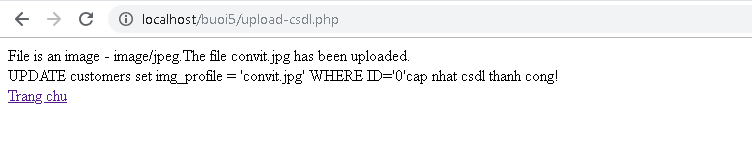 localhost/buoi5/upload-csdl.php
File is an image - image/jpeg.The file convit.jpg has been uploaded.
UPDATE customers set img_profile = 'convit.jpg' WHERE ID='0'cap nhat csdl thanh cong!
Trang chu